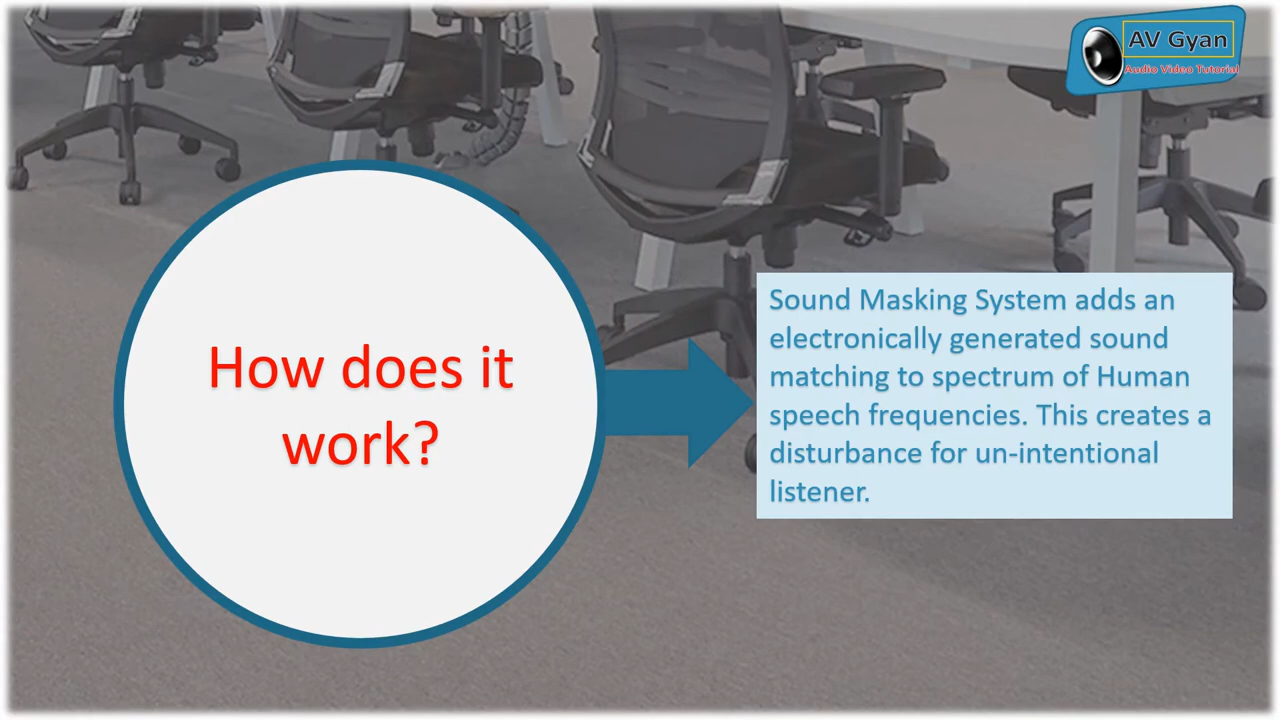 AV Gyan
Audio Video Tutorial
How does it
work?
Sound Masking System adds an
electronically generated sound
matching to spectrum of Human
speech frequencies. This creates a
disturbance for un-intentional
listener.